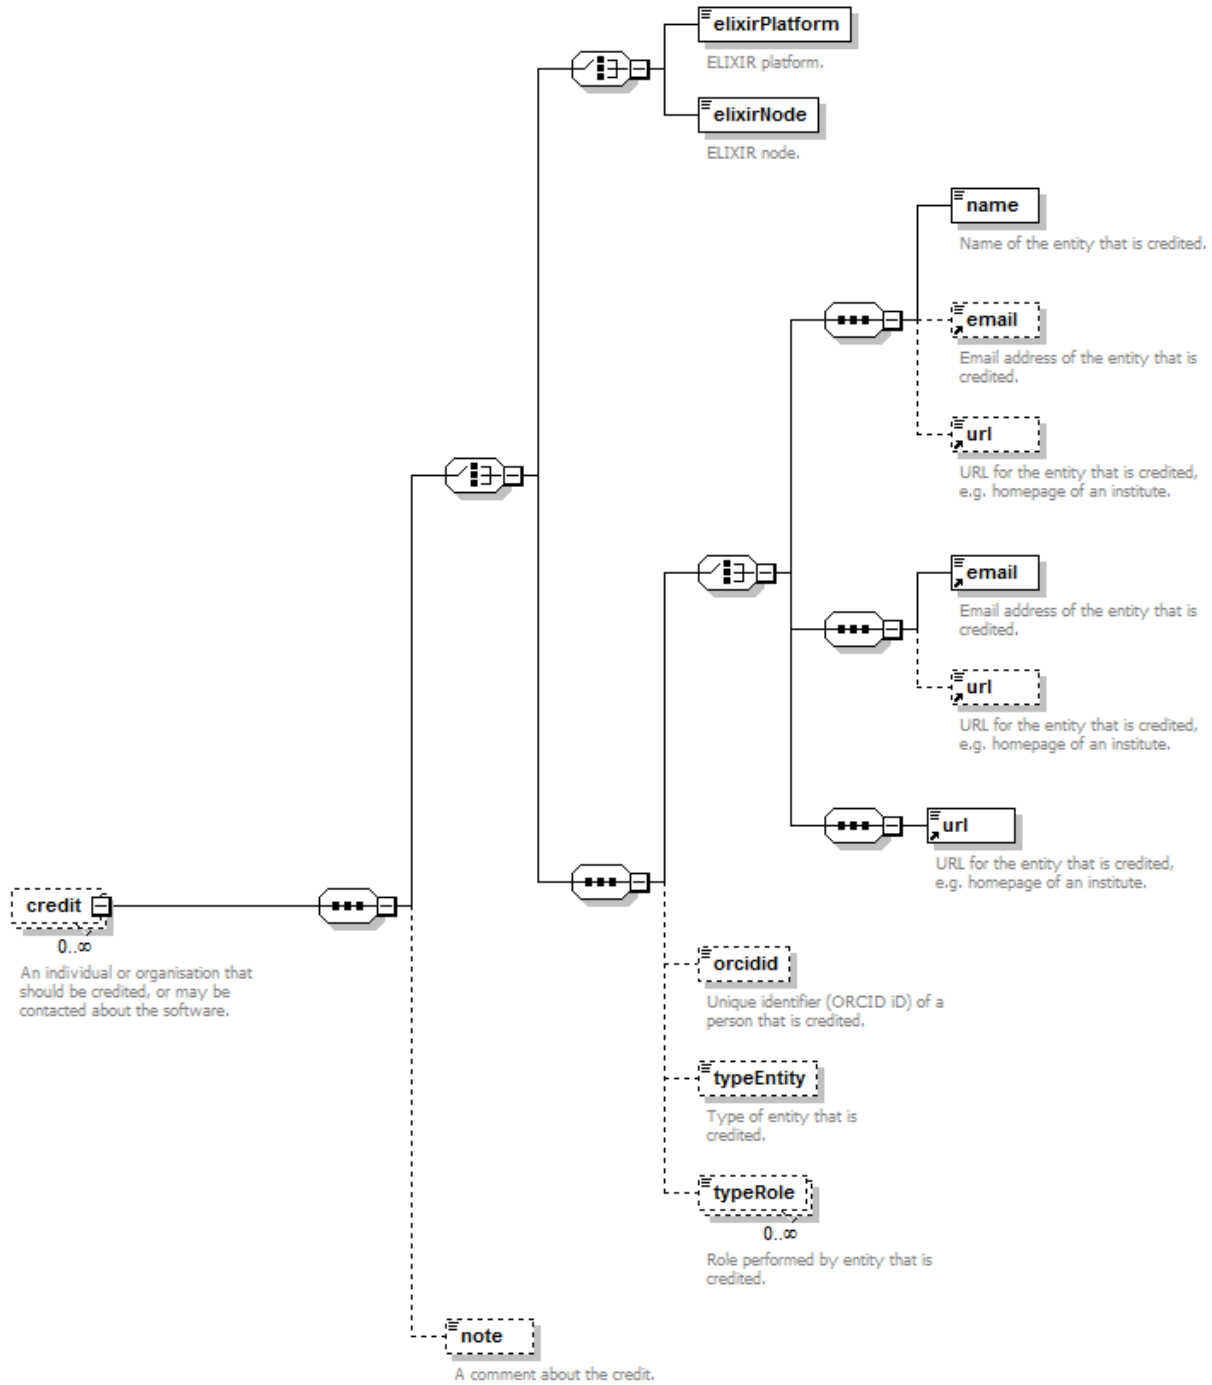 elixirPlatform
ELIXIR platform.
elixirNode
ELIXIR node.
name
Name of the entity that is credited.
email
Email address of the entity that is
credited.
url
URL for the entity that is credited,
e.g. homepage of an institute.
email
Email address of the entity that is
credited.
url
URL for the entity that is credited,
e.g. homepage of an institute.
url
URL for the entity that is credited,
e.g. homepage of an institute.
credit
0..∞
An individual or organisation that
should be credited, or may be
contacted about the software.
orcidid
Unique identifier (ORCID iD) of a
person that is credited.
typeEntity
Type of entity that is
credited.
typeRole
0..∞
Role performed by entity that is
credited.
note
A comment about the credit.